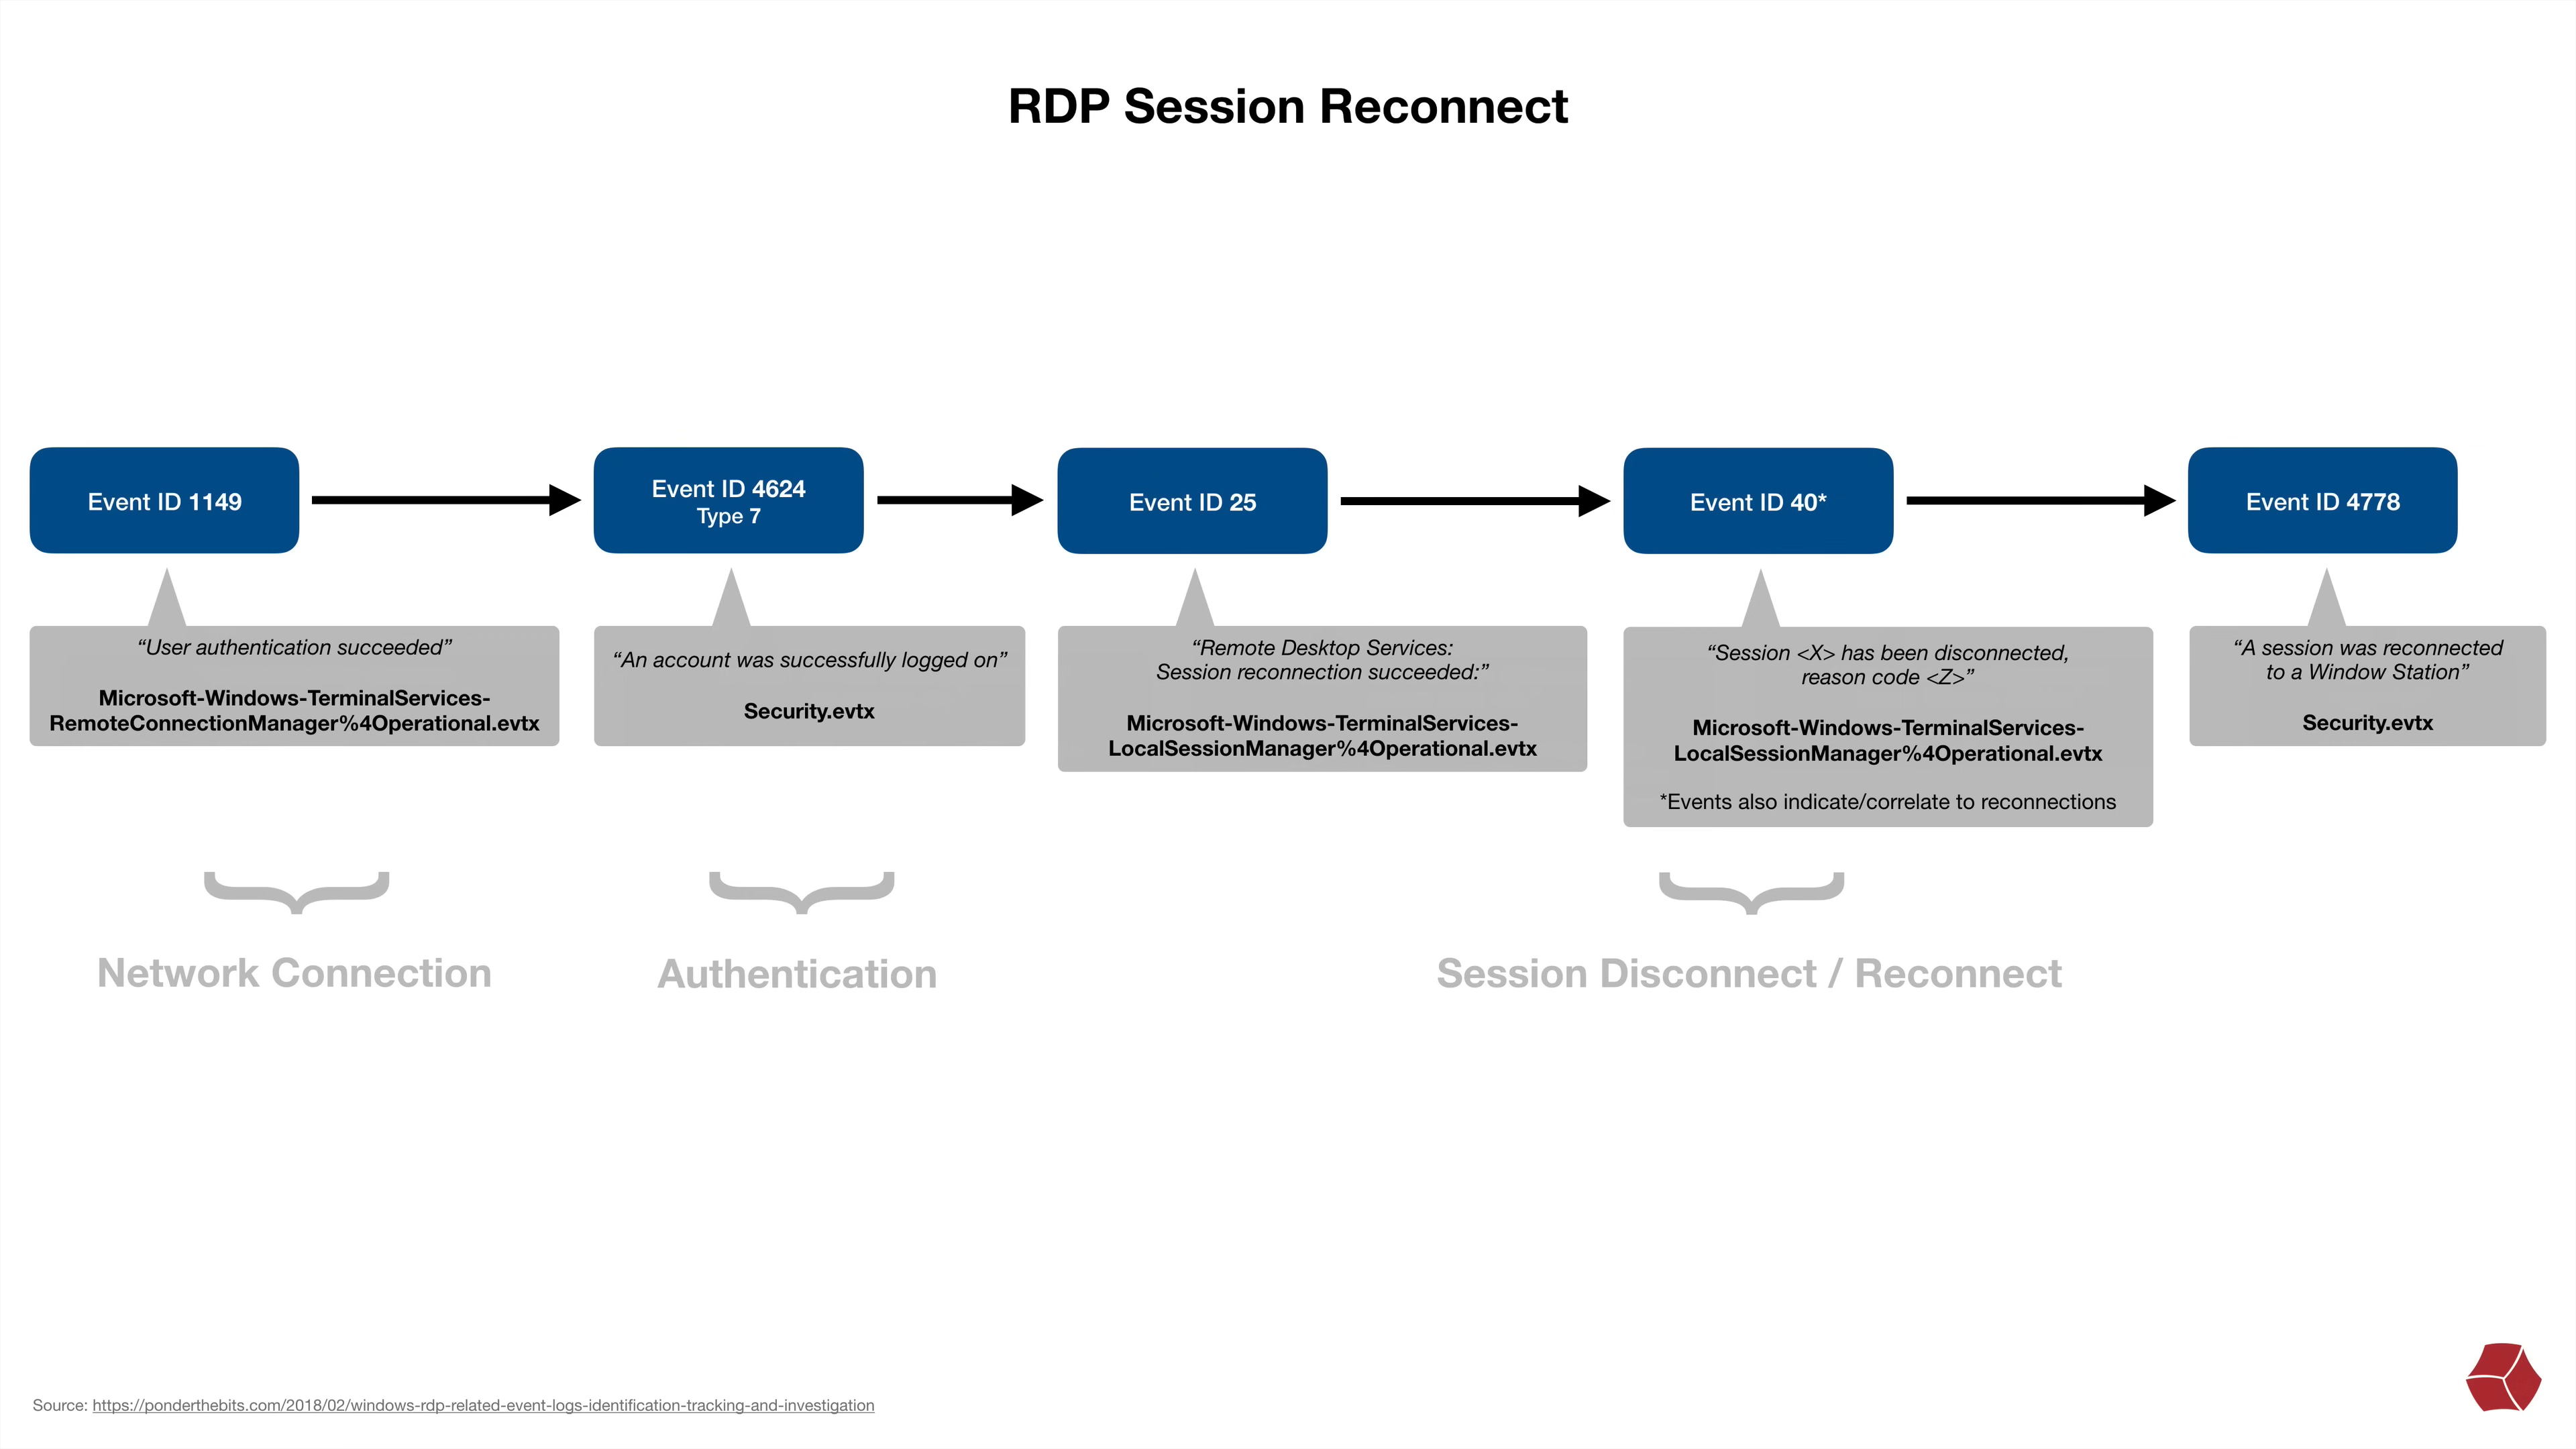 RDP Session Reconnect
Event ID 1149
Event ID 4624
Type 7
Event ID 25
Event ID 40*
Event ID 4778
“User authentication succeeded”
Microsoft-Windows-TerminalServices-
RemoteConnectionManager%4Operational.evtx
“An account was successfully logged on”
Security.evtx
“Remote Desktop Services:
Session reconnection succeeded:”
Microsoft-Windows-TerminalServices-
LocalSessionManager%4Operational.evtx
“Session <X> has been disconnected,
reason code <Z>”
Microsoft-Windows-TerminalServices-
LocalSessionManager%4Operational.evtx
*Events also indicate/correlate to reconnections
“A session was reconnected
to a Window Station”
Security.evtx
Network Connection
Authentication
Session Disconnect / Reconnect
Source: https://ponderthebits.com/2018/02/windows-rdp-related-event-logs-identification-tracking-and-investigation